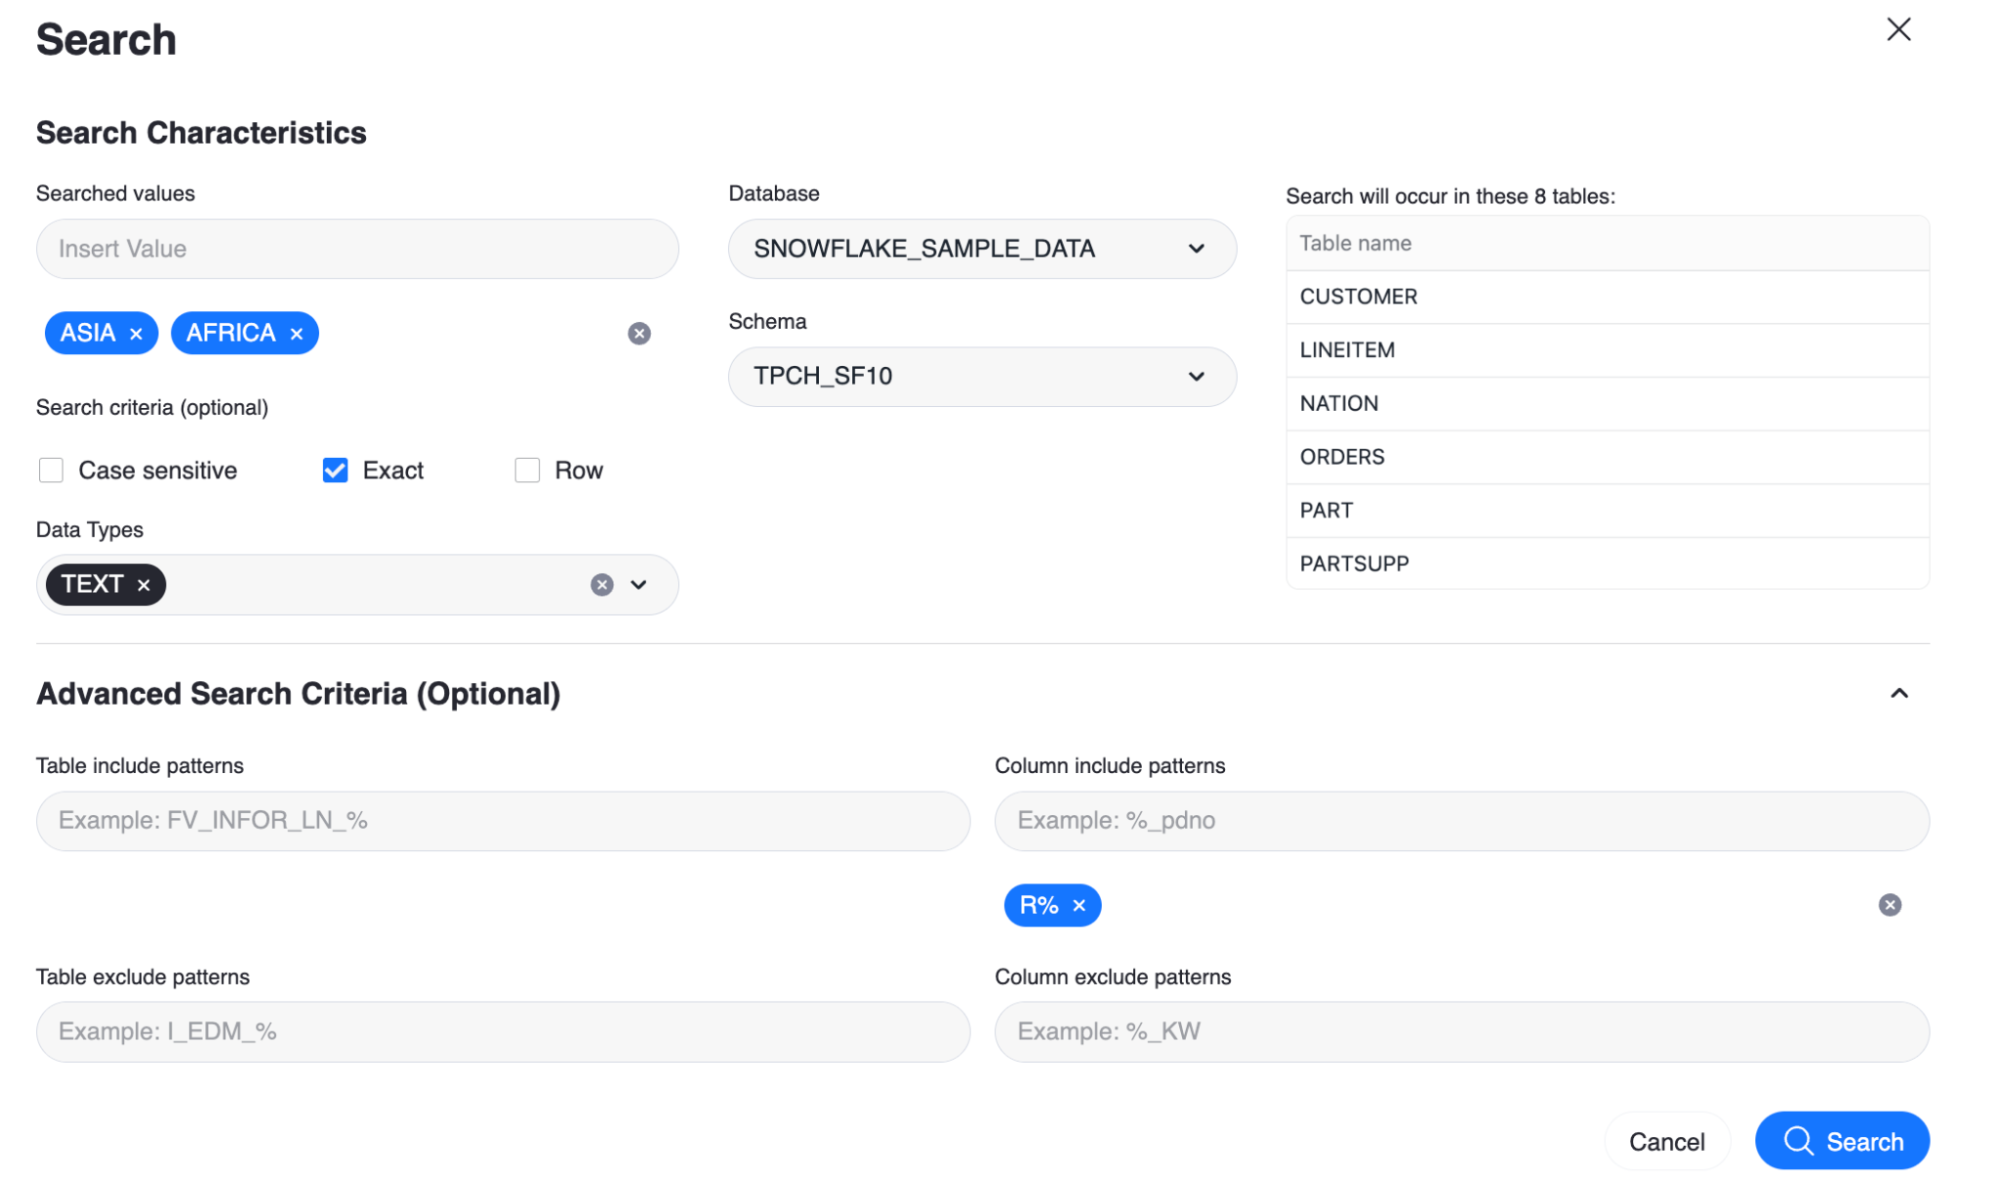 Search
Search Characteristics
Searched values
Insert Value
ASIA
AFRICA
Search criteria (optional)
Case sensitive
Exact
Row
Data Types
TEXT
Database
SNOWFLAKE_SAMPLE_DATA
Schema
TPCH_SF10
Search will occur in these 8 tables:
Table name
CUSTOMER
LINEITEM
NATION
ORDERS
PART
PARTSUPP
Advanced Search Criteria (Optional)
Table include patterns
Example: FV_INFOR_LN_%
Column include patterns
Example: %_pdno
R%
Table exclude patterns
Example: I_EDM_%
Column exclude patterns
Example: %_KW
Cancel
Search